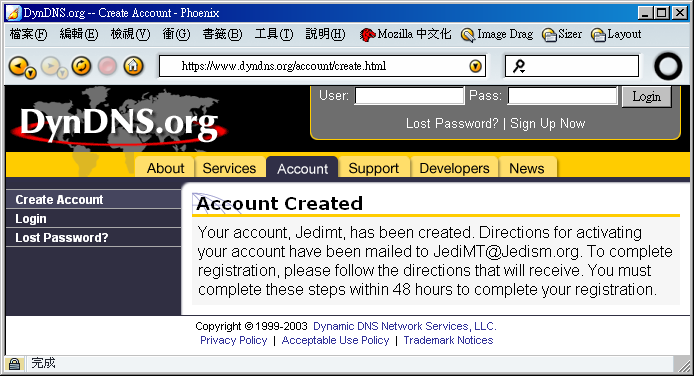 DynDNS.org -- Create Account - Phoenix
檔案(F) 編輯(E) 檢視(V) 衝(G) 書籤(B) 工具(T) 說明(H) Mozilla 中文化 Image Drag Sizer Layout
https://www.dyndns.org/account/create.html
User: Pass: Login
Lost Password? | Sign Up Now
DynDNS.org
About Services Account Support Developers News
Create Account
Login
Lost Password?
Account Created
Your account, Jedimt, has been created. Directions for activating
your account have been mailed to JediMT@Jedism.org. To complete
registration, please follow the directions that will receive. You must
complete these steps within 48 hours to complete your registration.
Copyright © 1999-2003 Dynamic DNS Network Services, LLC.
Privacy Policy | Acceptable Use Policy | Trademark Notices
完成